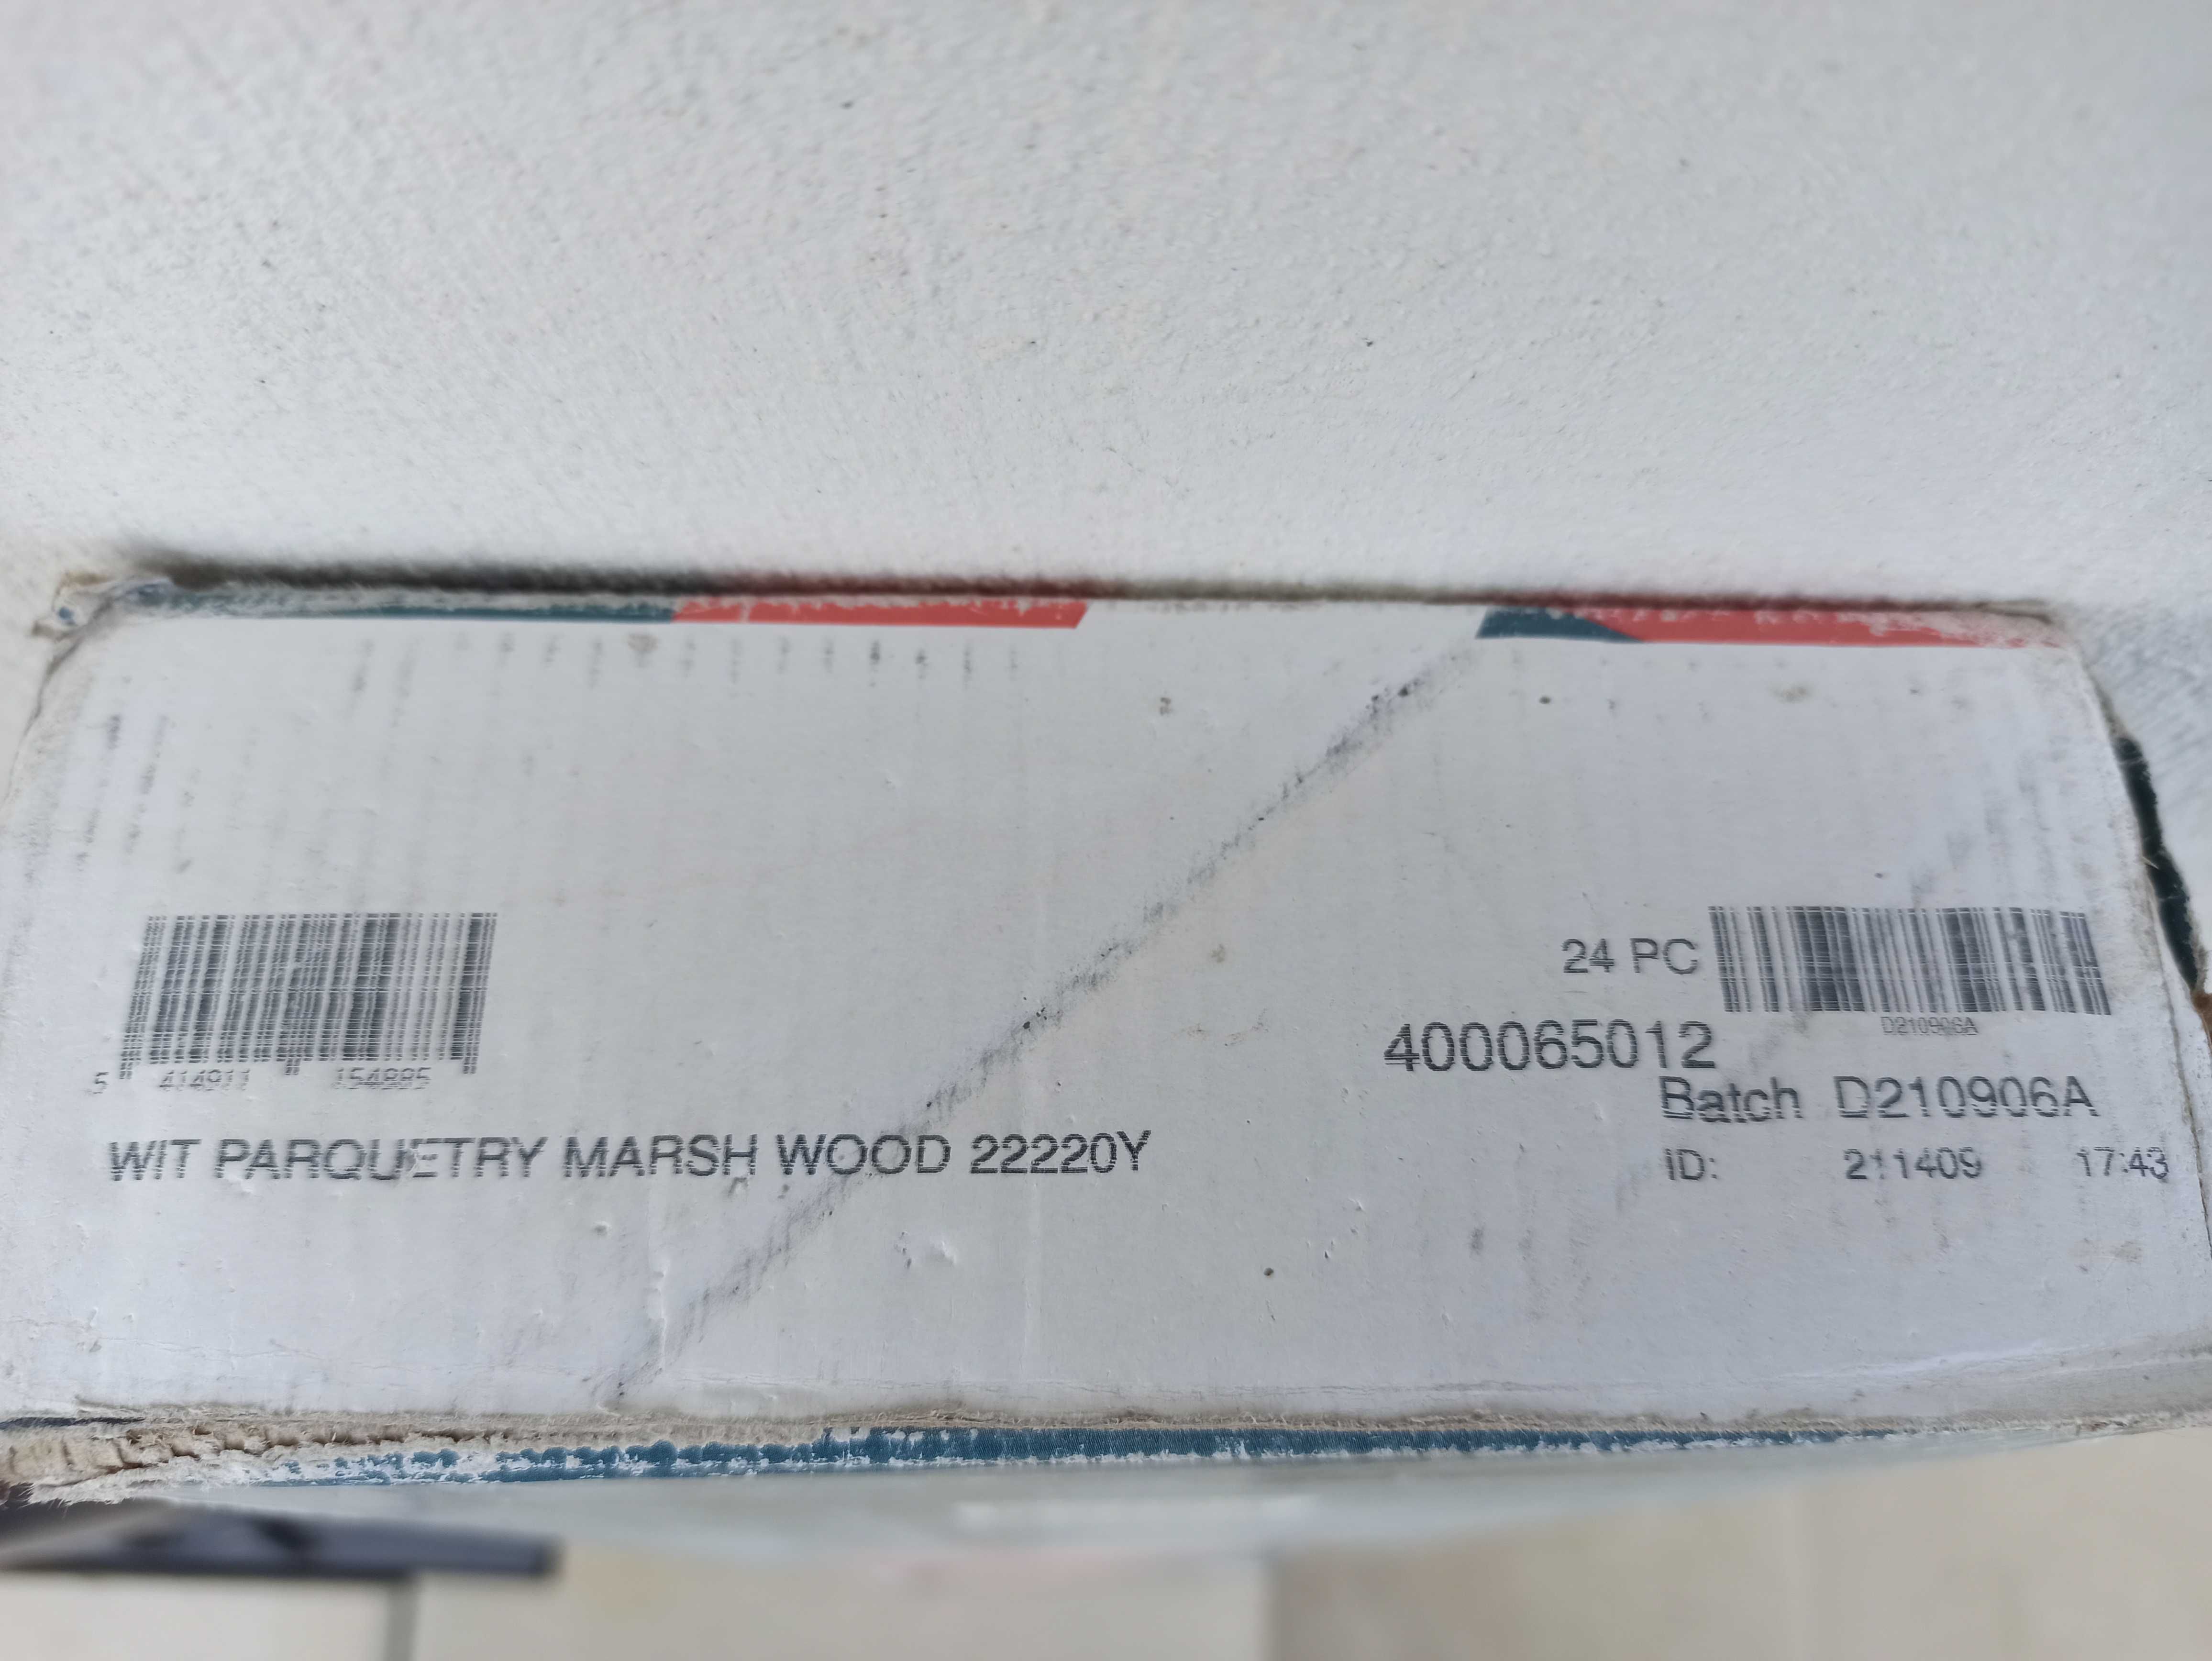 24 PC
D210906A
400065012
5 414911 154885
Batch D210906A
WIT PARQUETRY MARSH WOOD 22220Y
ID: 211409 17:43